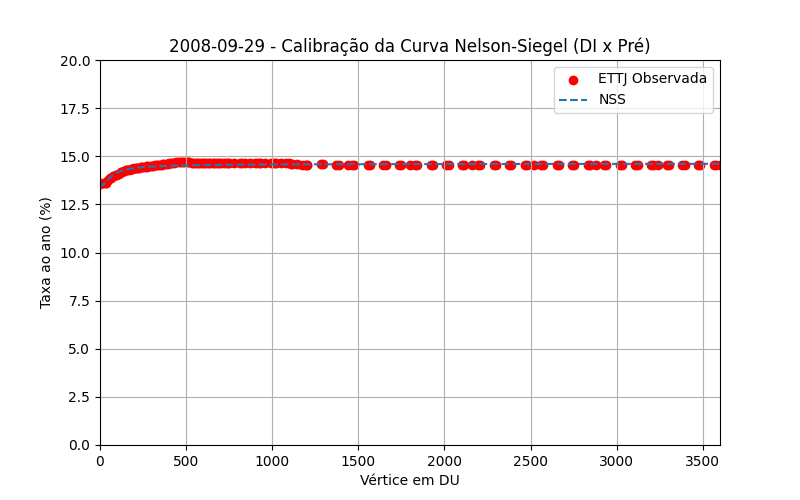 2008-09-29 - Calibração da Curva Nelson-Siegel (DI x Pré)
ETTJ Observada
NSS
Taxa ao ano (%)
20.0
17.5
15.0
12.5
10.0
7.5
5.0
2.5
0.0
0 500 1000 1500 2000 2500 3000 3500
Vértice em DU